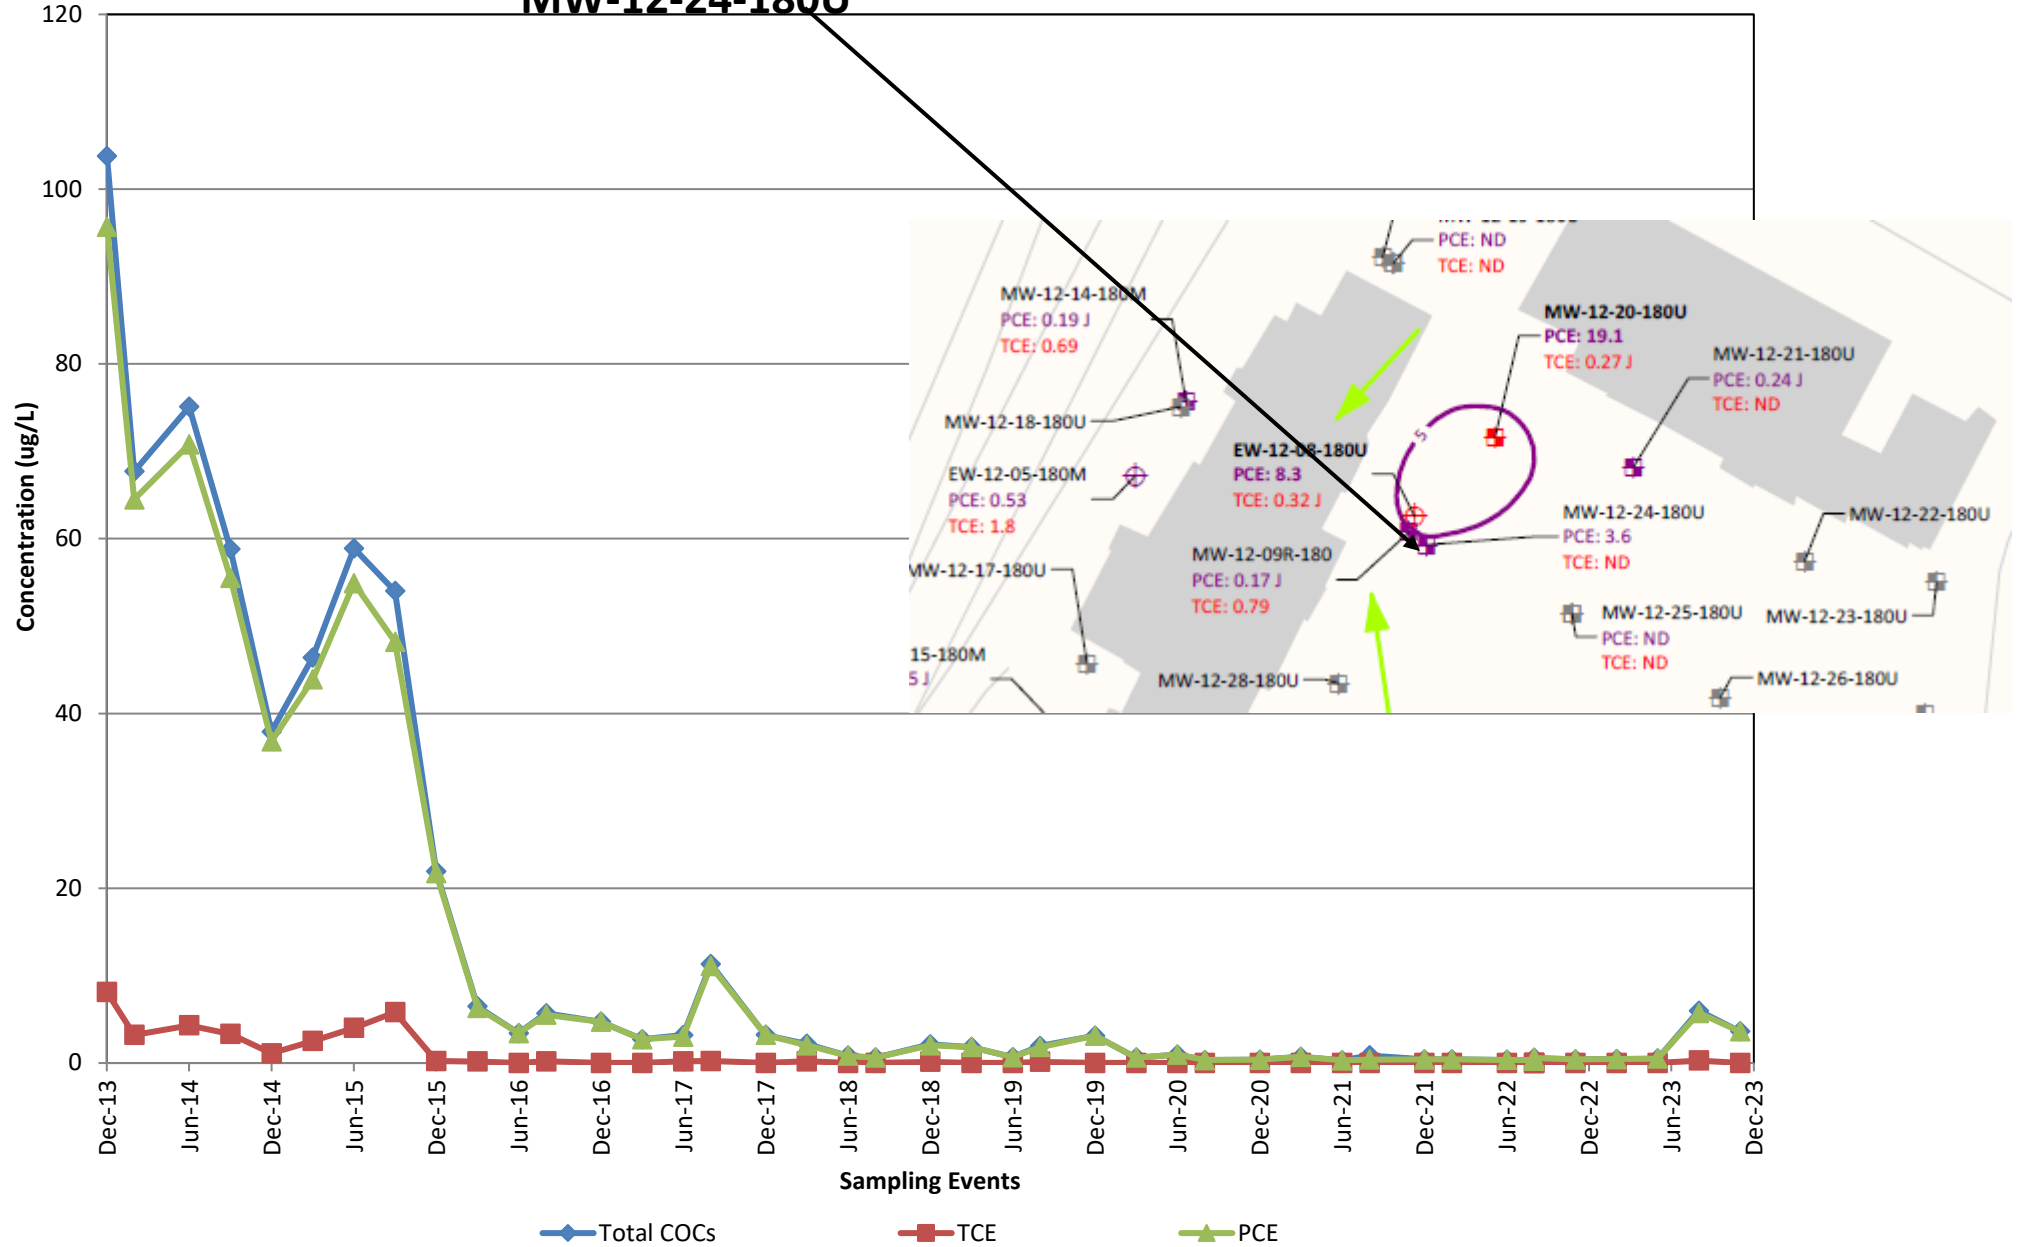 MW-12-24-180U
120
100
80
60
40
20
0
Concentration (ug/L)
PCE: ND
TCE: ND
MW-12-14-180M
PCE: 0.19 J
TCE: 0.69
MW-12-20-180U
PCE: 19.1
TCE: 0.27 J
MW-12-21-180U
PCE: 0.24 J
TCE: ND
MW-12-18-180U
5
EW-12-08-180U
PCE: 8.3
TCE: 0.32 J
EW-12-05-180M
PCE: 0.53
TCE: 1.8
MW-12-24-180U
PCE: 3.6
TCE: ND
MW-12-22-180U
MW-12-09R-180
PCE: 0.17 J
TCE: 0.79
MW-12-17-180U
MW-12-25-180U
PCE: ND
TCE: ND
MW-12-23-180U
15-180M
5 J
MW-12-28-180U
MW-12-26-180U
Dec-13
Jun-14
Dec-14
Jun-15
Dec-15
Jun-16
Dec-16
Jun-17
Dec-17
Jun-18
Dec-18
Jun-19
Dec-19
Jun-20
Dec-20
Jun-21
Dec-21
Jun-22
Dec-22
Jun-23
Dec-23
Sampling Events
Total COCs
TCE
PCE